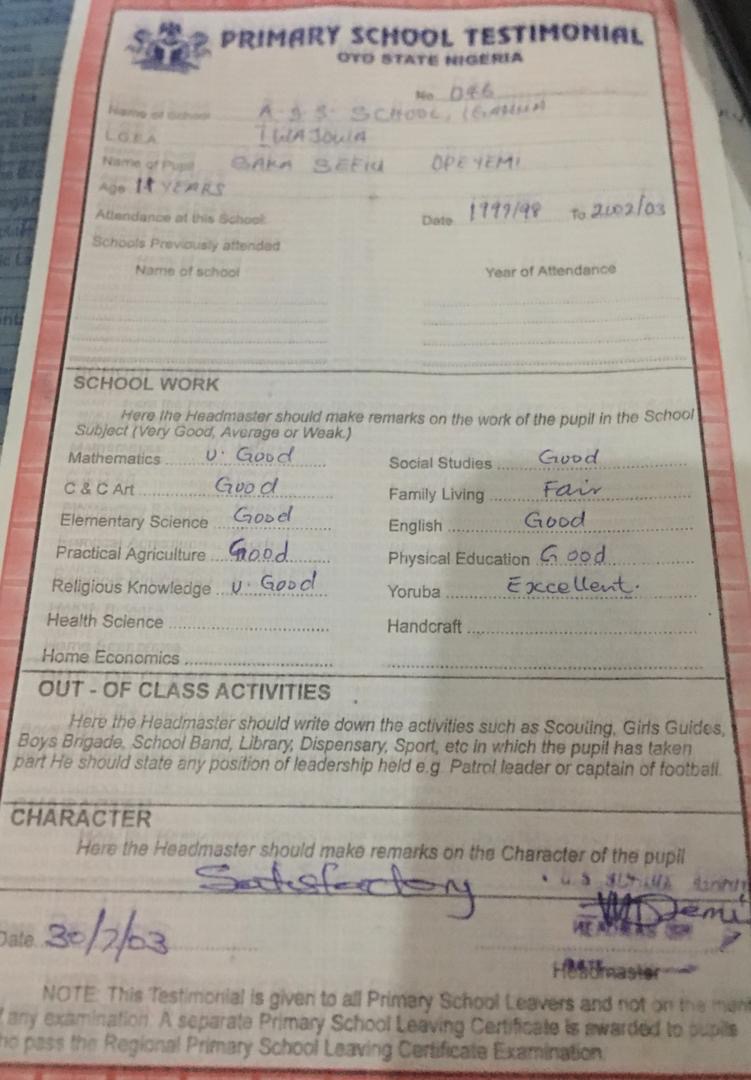 PRIMARY SCHOOL TESTIMONIAL
OYO STATE NIGERIA
No. 046
Name of School A.S.S. SCHOOL, IGANNA
LGEA IWAJOWA
Name of Pupil GAKA SEFIU OPEYEMI
Age 11 YEARS
Attendance at this School: Date 1997/98 To 2002/03
Schools Previously attended
Name of school Year of Attendance
SCHOOL WORK
Here the Headmaster should make remarks on the work of the pupil in the School
Subject (Very Good, Average or Weak.)
Mathematics V. Good Social Studies Good
C & C Art Good Family Living Fair
Elementary Science Good English Good
Practical Agriculture Good Physical Education Good
Religious Knowledge V. Good Yoruba Excellent.
Health Science Handcraft
Home Economics
OUT - OF CLASS ACTIVITIES
Here the Headmaster should write down the activities such as Scouting, Girls Guides,
Boys Brigade, School Band, Library, Dispensary, Sport, etc in which the pupil has taken
part He should state any position of leadership held e.g. Patrol leader or captain of football.
CHARACTER
Here the Headmaster should make remarks on the Character of the pupil
Satisfactory
Date 30/7/03
Headmaster
NOTE: This Testimonial is given to all Primary School Leavers and not on the
any examination. A separate Primary School Leaving Certificate is awarded to pupils
pass the Regional Primary School Leaving Certificate Examination.